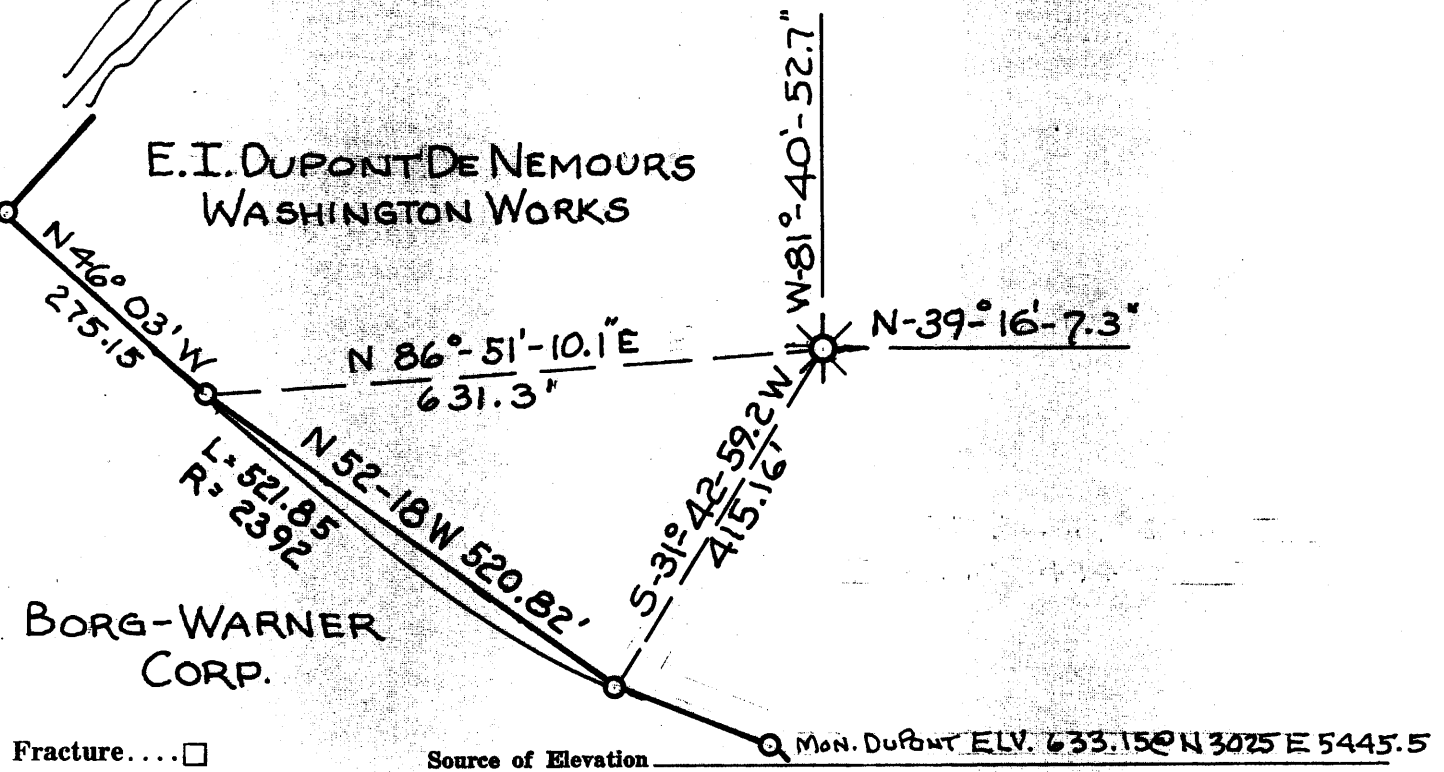 E.I. DUPONT DE NEMOURS
WASHINGTON WORKS
W-81°-40'-52.7"
N-39-°16'-7.3"
N 46° 03' W
275.15
N 86°-51'-10.1"E
631.3"
N 52-18 W 520.82'
L= 521.85
R= 2392
S-31°-42-59.2 W
415.16'
BORG-WARNER
CORP.
MON. DUPONT ELV. 633.15@ N 3025 E 5445.5
Fracture....□
Source of Elevation